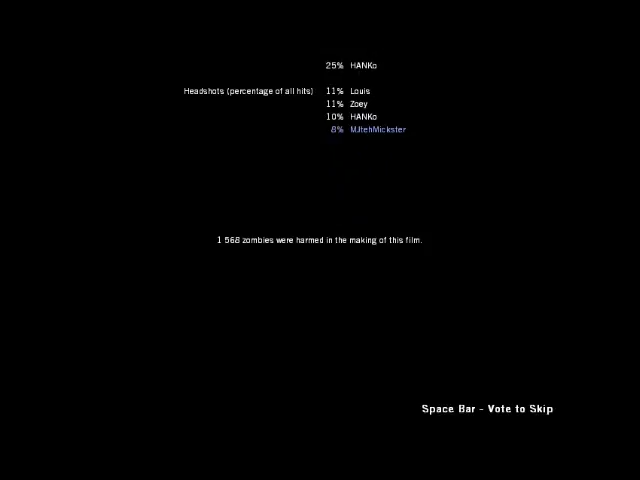 25% HANKo
Headshots (percentage of all hits) 11% Louis
11% Zoey
10% HANKo
8% MJtehMickster
1 568 zombies were harmed in the making of this film.
Space Bar - Vote to Skip